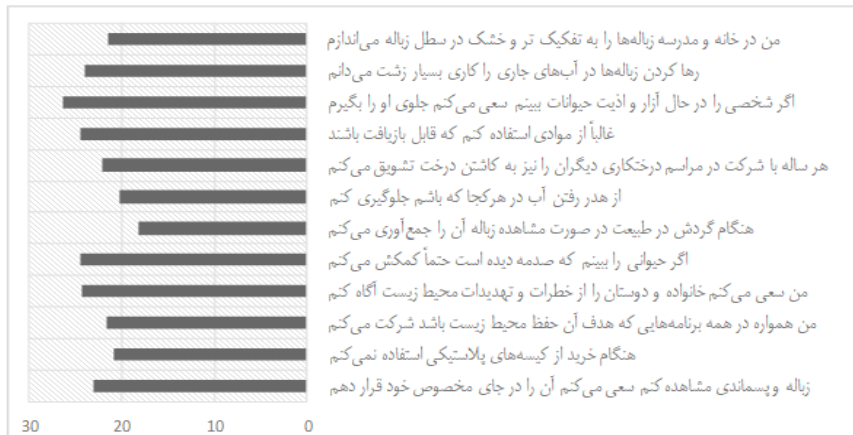 من در خانه و مدرسه زباله‌ها را به تفکیک تر و خشک در سطل زباله می‌اندازم
رها کردن زباله‌ها در آب‌های جاری را کاری بسیار زشت می‌دانم
اگر شخصی را در حال آزار و اذیت حیوانات ببینم سعی می‌کنم جلوی او را بگیرم
غالباً از موادی استفاده کنم که قابل بازیافت باشند
هر ساله با شرکت در مراسم درختکاری دیگران را نیز به کاشتن درخت تشویق می‌کنم
از هدر رفتن آب در هرکجا که باشم جلوگیری کنم
هنگام گردش در طبیعت در صورت مشاهده زباله آن را جمع‌آوری می‌کنم
اگر حیوانی را ببینم که صدمه دیده است حتماً کمکش می‌کنم
من سعی می‌کنم خانواده و دوستان را از خطرات و تهدیدات محیط زیست آگاه کنم
من همواره در همه برنامه‌هایی که هدف آن حفظ محیط زیست باشد شرکت می‌کنم
هنگام خرید از کیسه‌های پلاستیکی استفاده نمی‌کنم
زباله و پسماندی مشاهده کنم سعی می‌کنم آن را در جای مخصوص خود قرار دهم
30 20 10 0